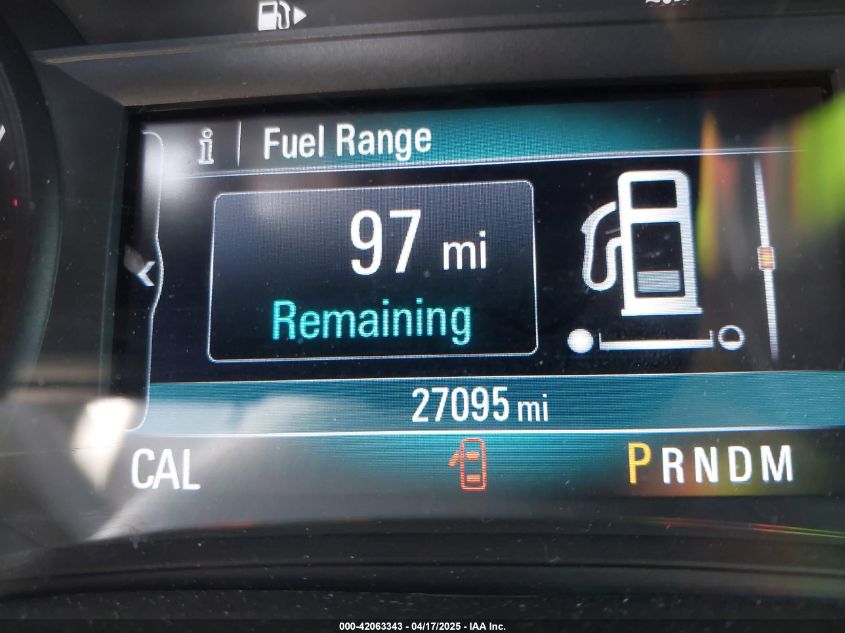 Fuel Range
97 mi
Remaining
27095 mi
CAL
PRNDM
000-42063343 - 04/17/2025 - IAA Inc.